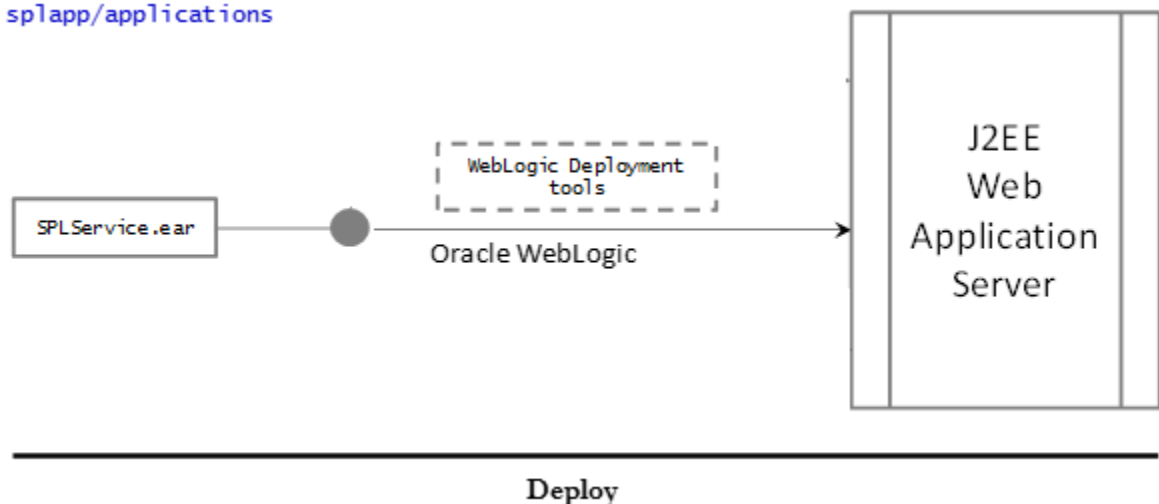 splapp/applications
WebLogic Deployment
tools
SPLService.ear
Oracle WebLogic
J2EE
Web
Application
Server
Deploy